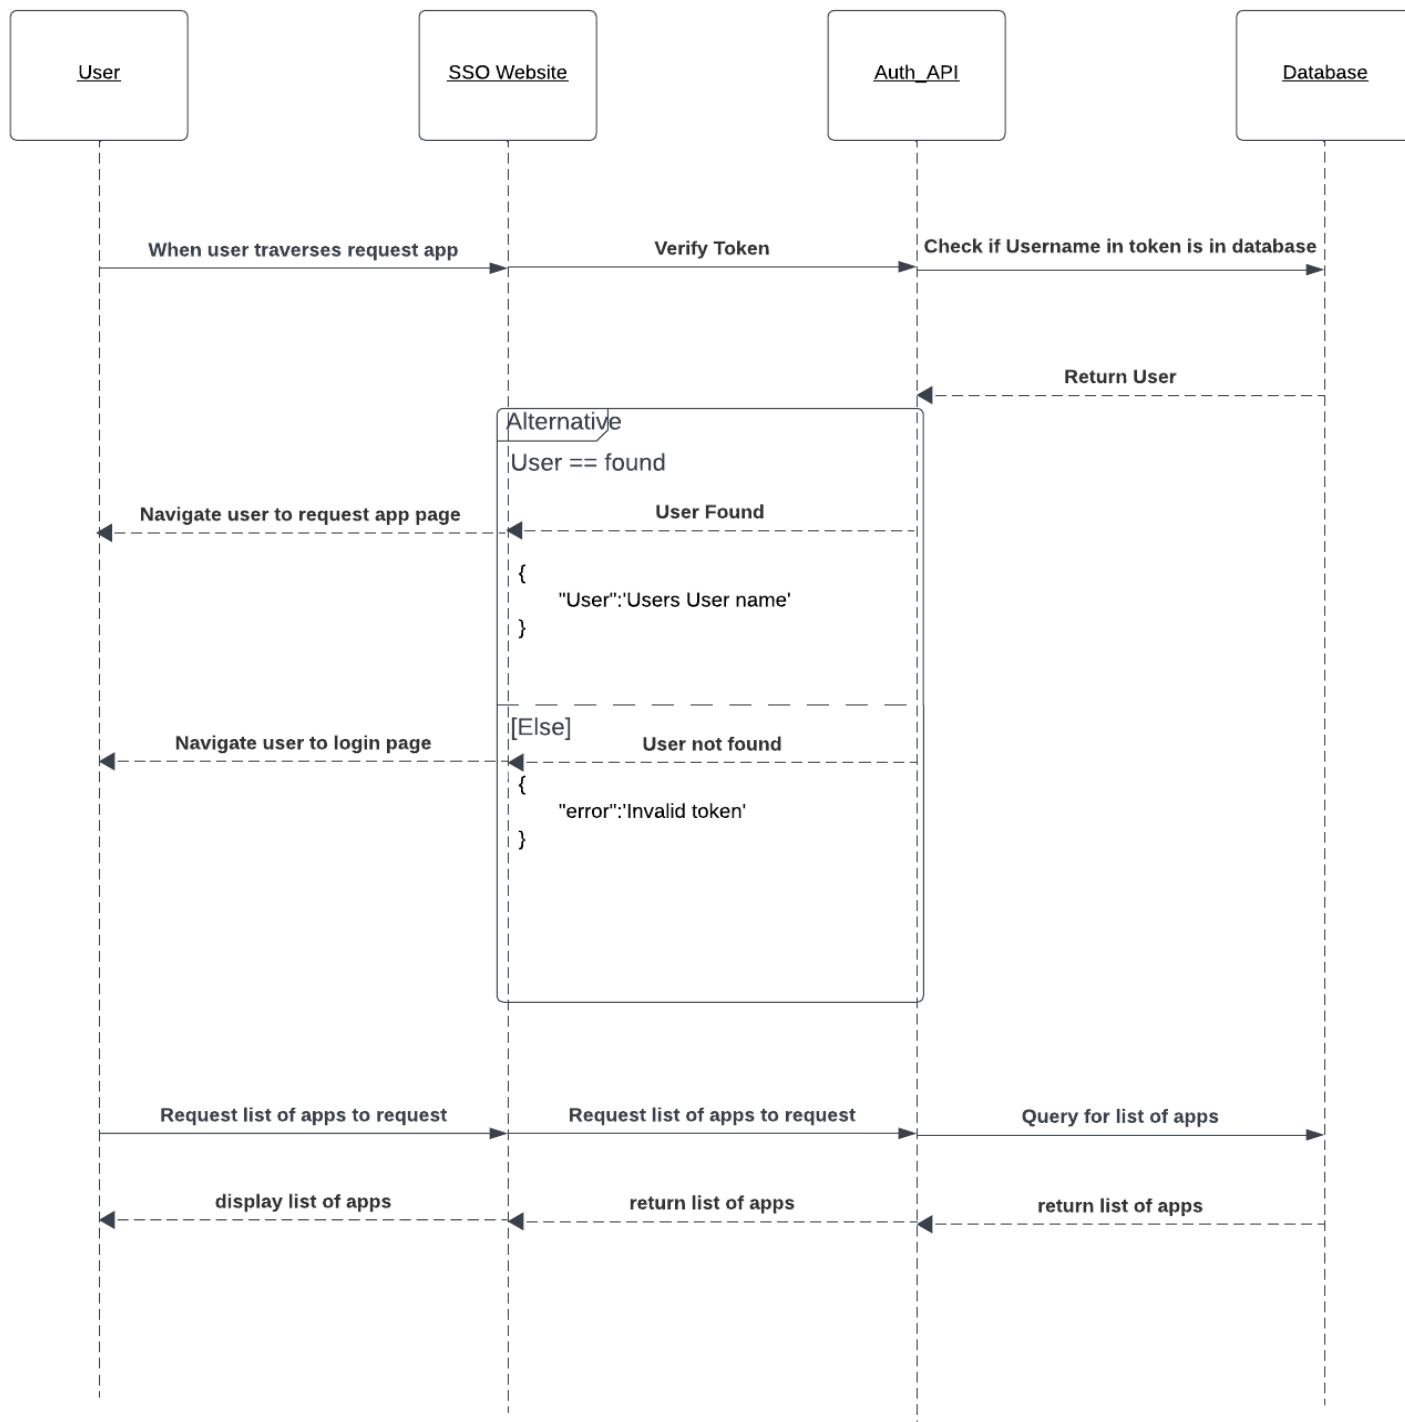 User
SSO Website
Auth_API
Database
When user traverses request app
Verify Token
Check if Username in token is in database
Return User
Alternative
User == found
Navigate user to request app page
User Found
{
"User":'Users User name'
}
[Else]
Navigate user to login page
User not found
{
"error":'Invalid token'
}
Request list of apps to request
Request list of apps to request
Query for list of apps
display list of apps
return list of apps
return list of apps